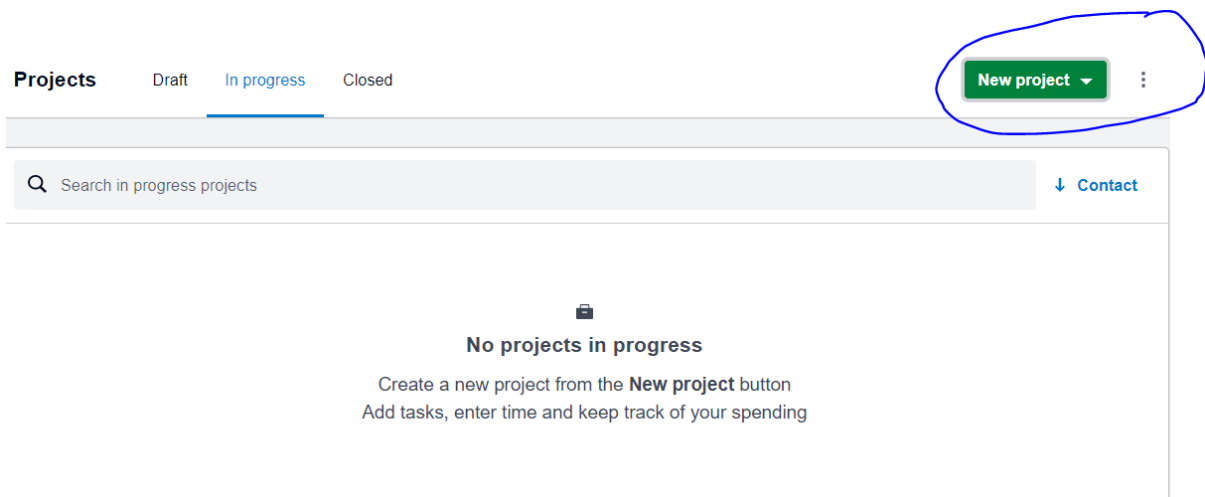 Projects Draft In progress Closed New project
Search in progress projects Contact
No projects in progress
Create a new project from the New project button
Add tasks, enter time and keep track of your spending